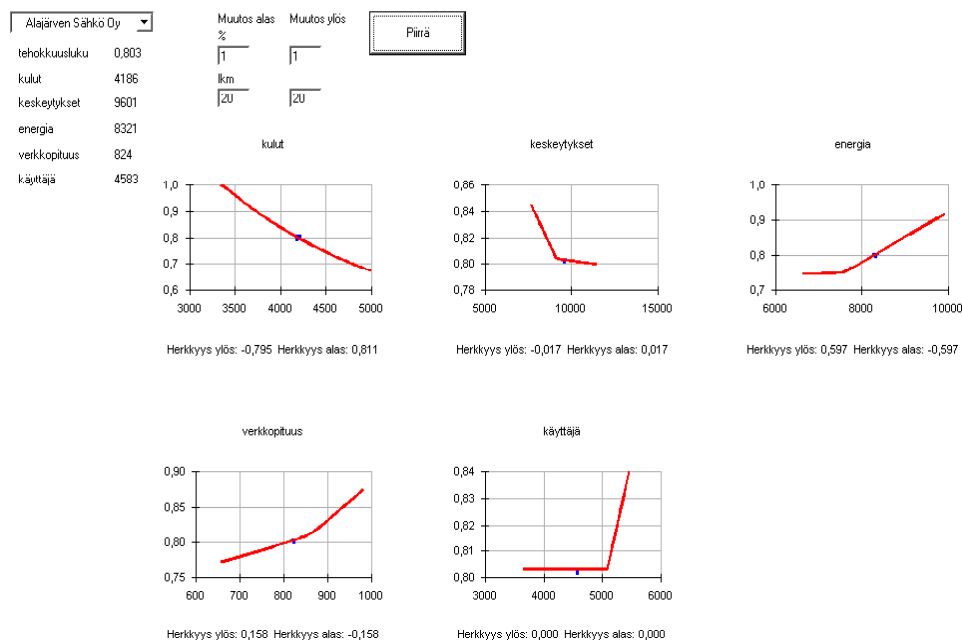 Alajärven Sähkö Oy
tehokkuusluku 0,803
kulut 4186
keskeytykset 9601
energia 8321
verkkopituus 824
käyttäjä 4583
Muutos alas Muutos ylös
%
1 1
lkm
20 20
Piirrä
kulut
1,0
0,9
0,8
0,7
0,6
3000 3500 4000 4500 5000
Herkkyys ylös: -0,795 Herkkyys alas: 0,811
keskeytykset
0,86
0,84
0,82
0,80
0,78
5000 10000 15000
Herkkyys ylös: -0,017 Herkkyys alas: 0,017
energia
1,0
0,9
0,8
0,7
6000 8000 10000
Herkkyys ylös: 0,597 Herkkyys alas: -0,597
verkkopituus
0,90
0,85
0,80
0,75
600 700 800 900 1000
Herkkyys ylös: 0,158 Herkkyys alas: -0,158
käyttäjä
0,84
0,83
0,82
0,81
0,80
3000 4000 5000 6000
Herkkyys ylös: 0,000 Herkkyys alas: 0,000